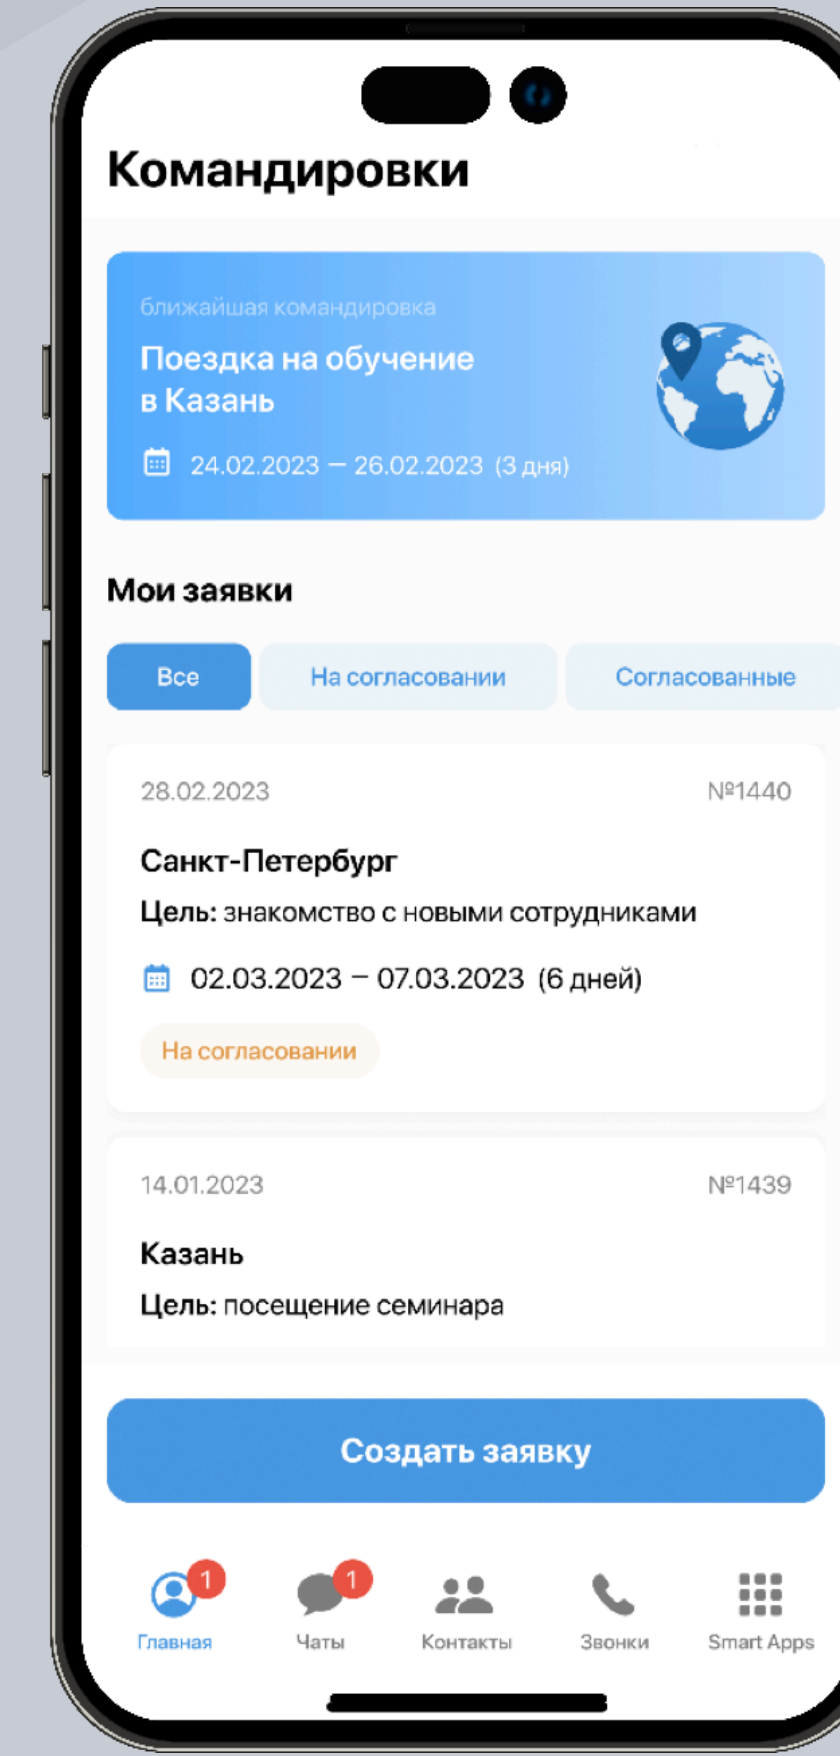 Командировки
ближайшая командировка
Поездка на обучение
в Казань
24.02.2023 — 26.02.2023 (3 дня)
Мои заявки
Все
На согласовании
Согласованные
28.02.2023
№1440
Санкт-Петербург
Цель: знакомство с новыми сотрудниками
02.03.2023 — 07.03.2023 (6 дней)
На согласовании
14.01.2023
№1439
Казань
Цель: посещение семинара
Создать заявку
1
1
Главная
Чаты
Контакты
Звонки
Smart Apps